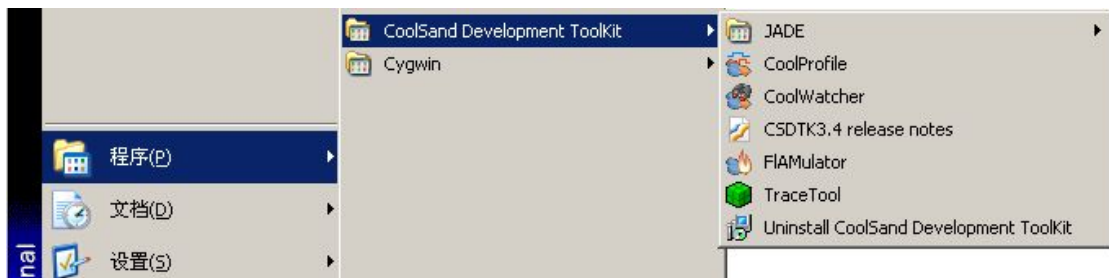 CoolSand Development ToolKit
Cygwin
JADE
CoolProfile
CoolWatcher
CSDTK3.4 release notes
FlAMulator
TraceTool
Uninstall CoolSand Development ToolKit
程序(P)
文档(D)
设置(S)
nal